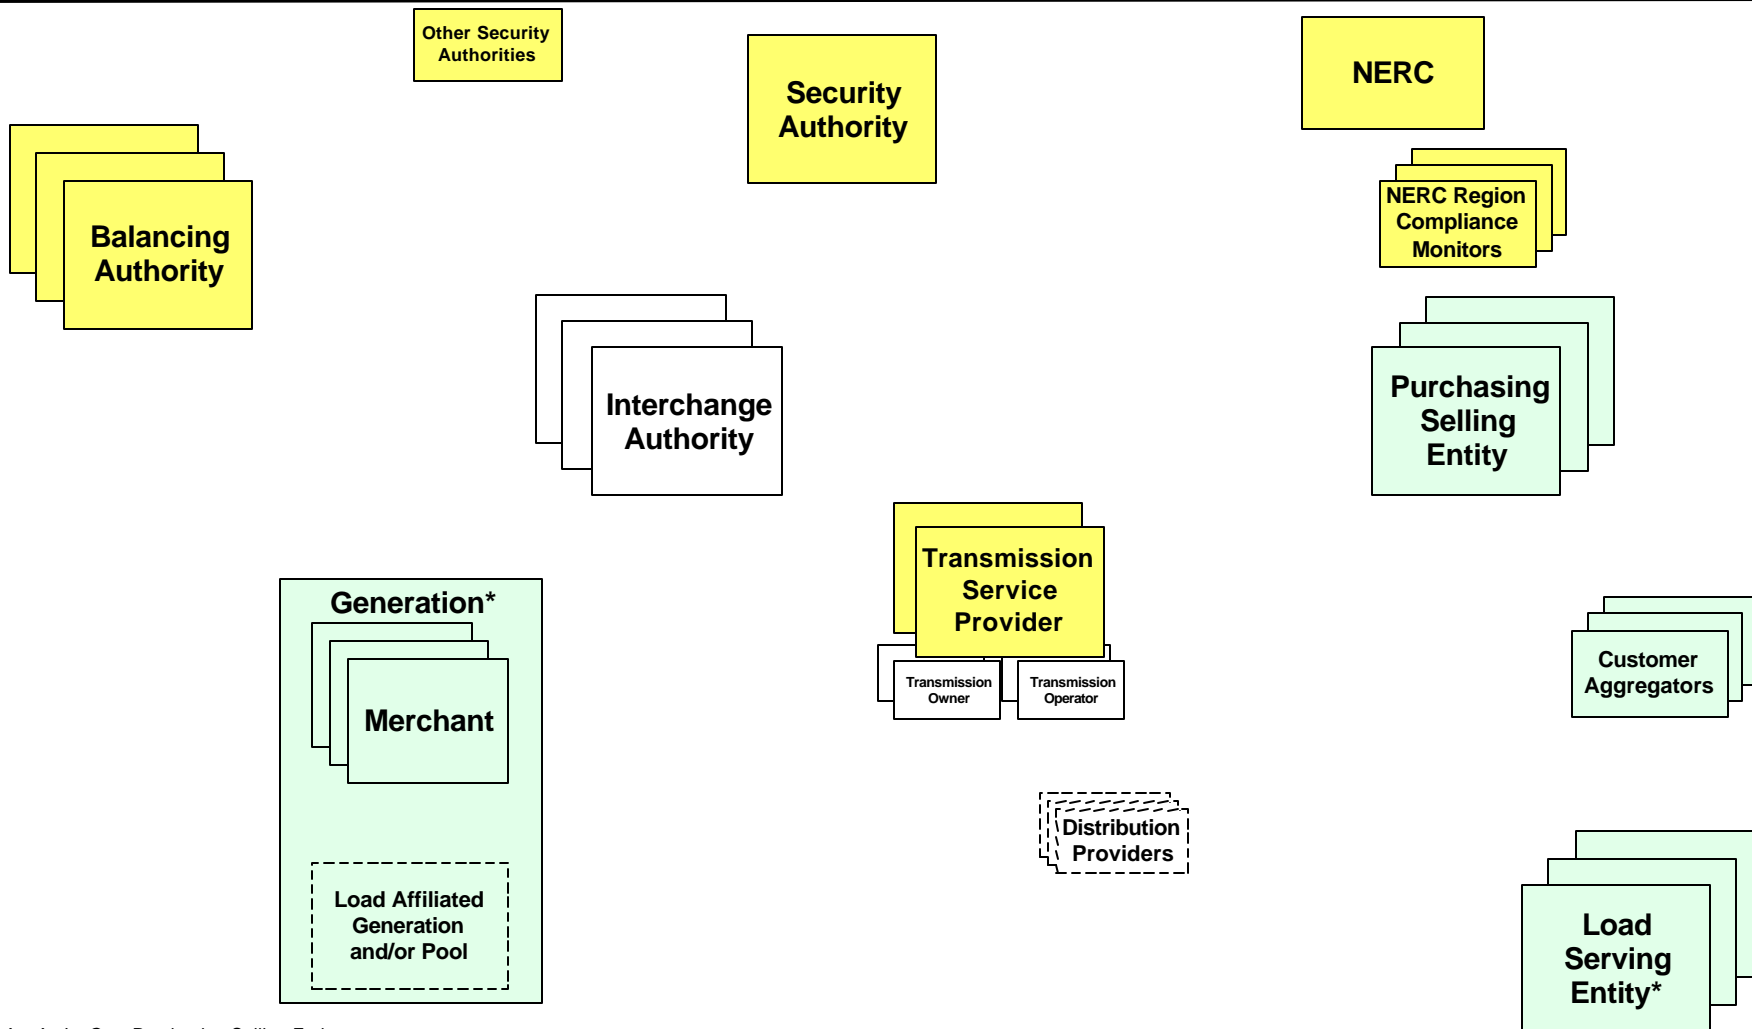 Other Security
Authorities
Security
Authority
NERC
NERC Region
Compliance
Monitors
Balancing
Authority
Interchange
Authority
Purchasing
Selling
Entity
Transmission
Service
Provider
Transmission
Owner
Transmission
Operator
Generation*
Merchant
Load Affiliated
Generation
and/or Pool
Customer
Aggregators
Distribution
Providers
Load
Serving
Entity*